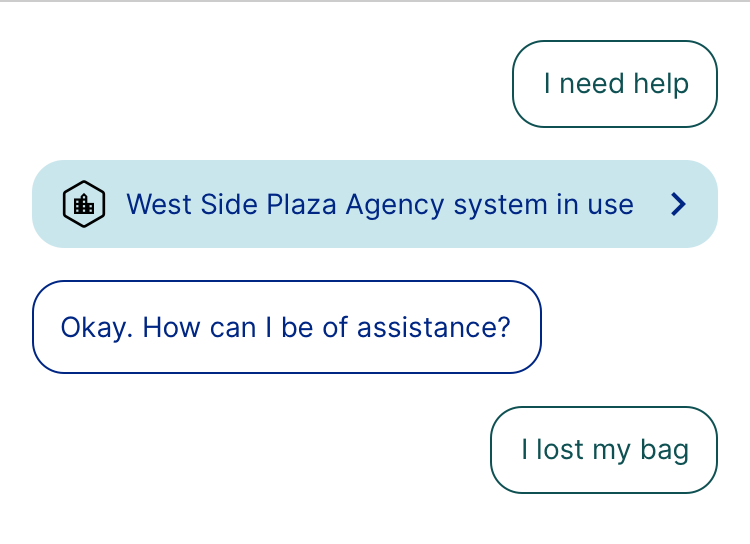 I need help
West Side Plaza Agency system in use
Okay. How can I be of assistance?
I lost my bag